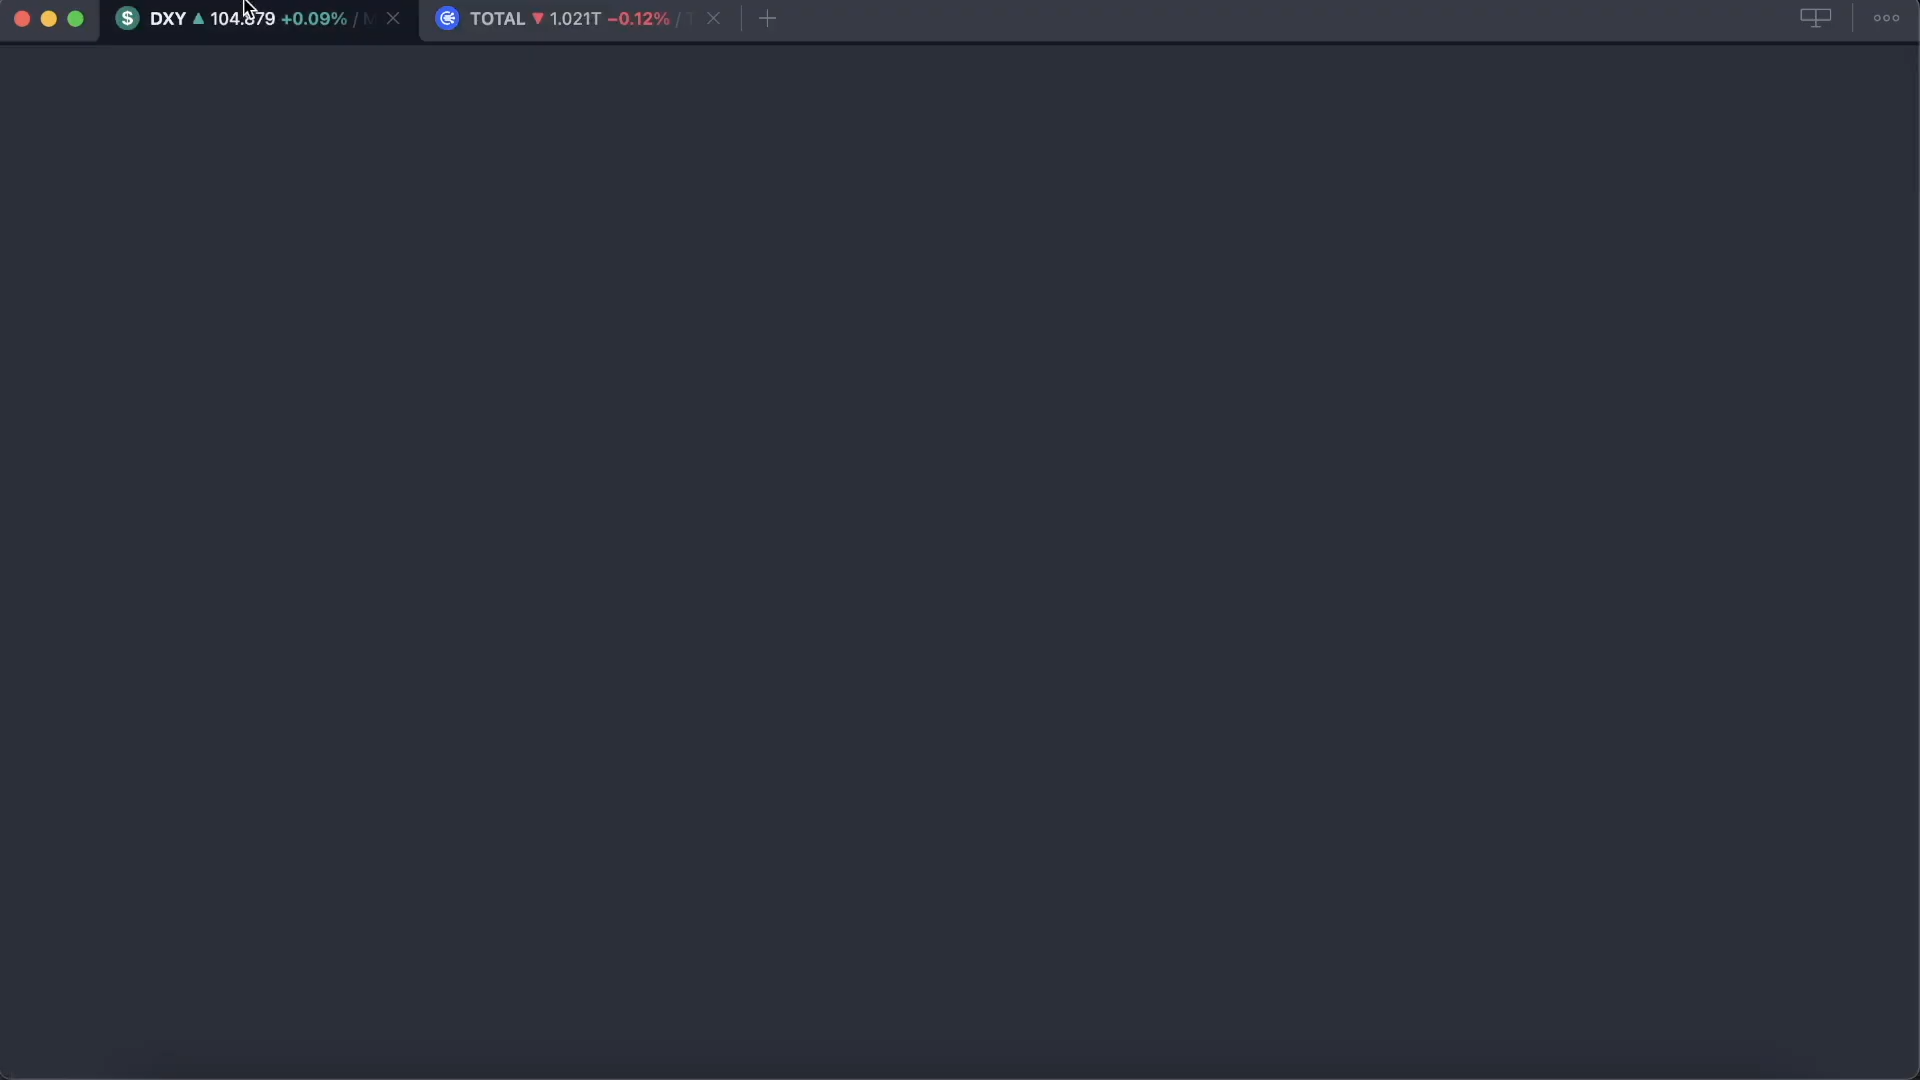 DXY ▲ 104.879 +0.09% / M
TOTAL ▼ 1.021T −0.12% / T